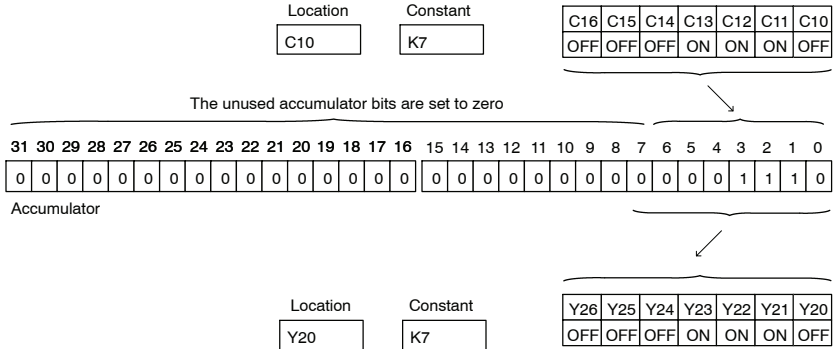 Location Constant
C10 K7
C16 C15 C14 C13 C12 C11 C10
OFF OFF OFF ON ON ON OFF
The unused accumulator bits are set to zero
31 30 29 28 27 26 25 24 23 22 21 20 19 18 17 16 15 14 13 12 11 10 9 8 7 6 5 4 3 2 1 0
0 0 0 0 0 0 0 0 0 0 0 0 0 0 0 0 0 0 0 0 0 0 0 0 0 0 0 0 1 1 1 0
Accumulator
Location Constant
Y20 K7
Y26 Y25 Y24 Y23 Y22 Y21 Y20
OFF OFF OFF ON ON ON OFF